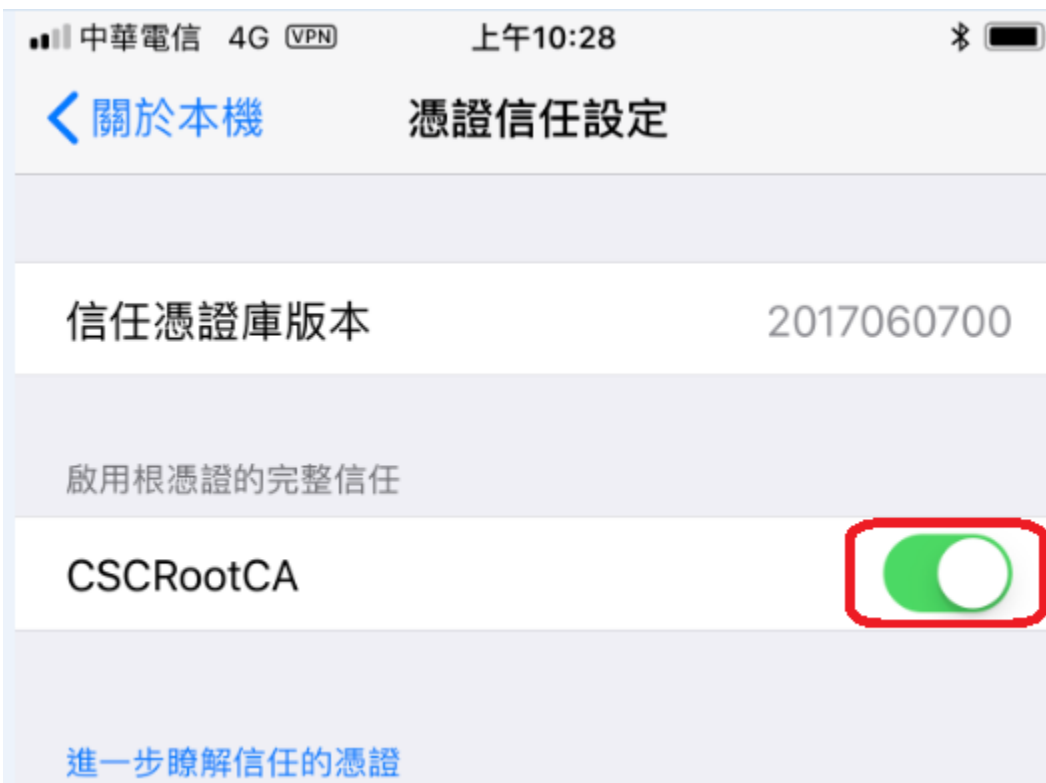 中華電信 4G VPN 上午10:28
關於本機 憑證信任設定
信任憑證庫版本 2017060700
啟用根憑證的完整信任
CSCRootCA
進一步瞭解信任的憑證